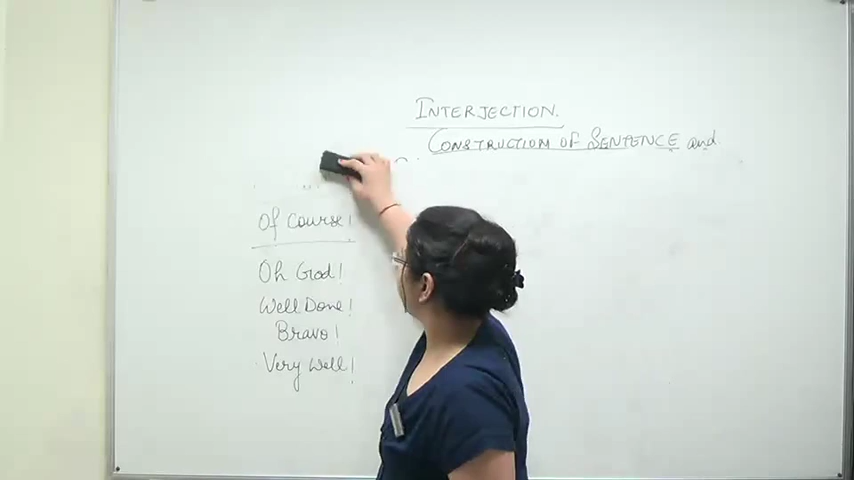 INTERJECTION.
CONSTRUCTION OF SENTENCE and
Of course!
Oh God!
Well Done!
Bravo!
Very Well!